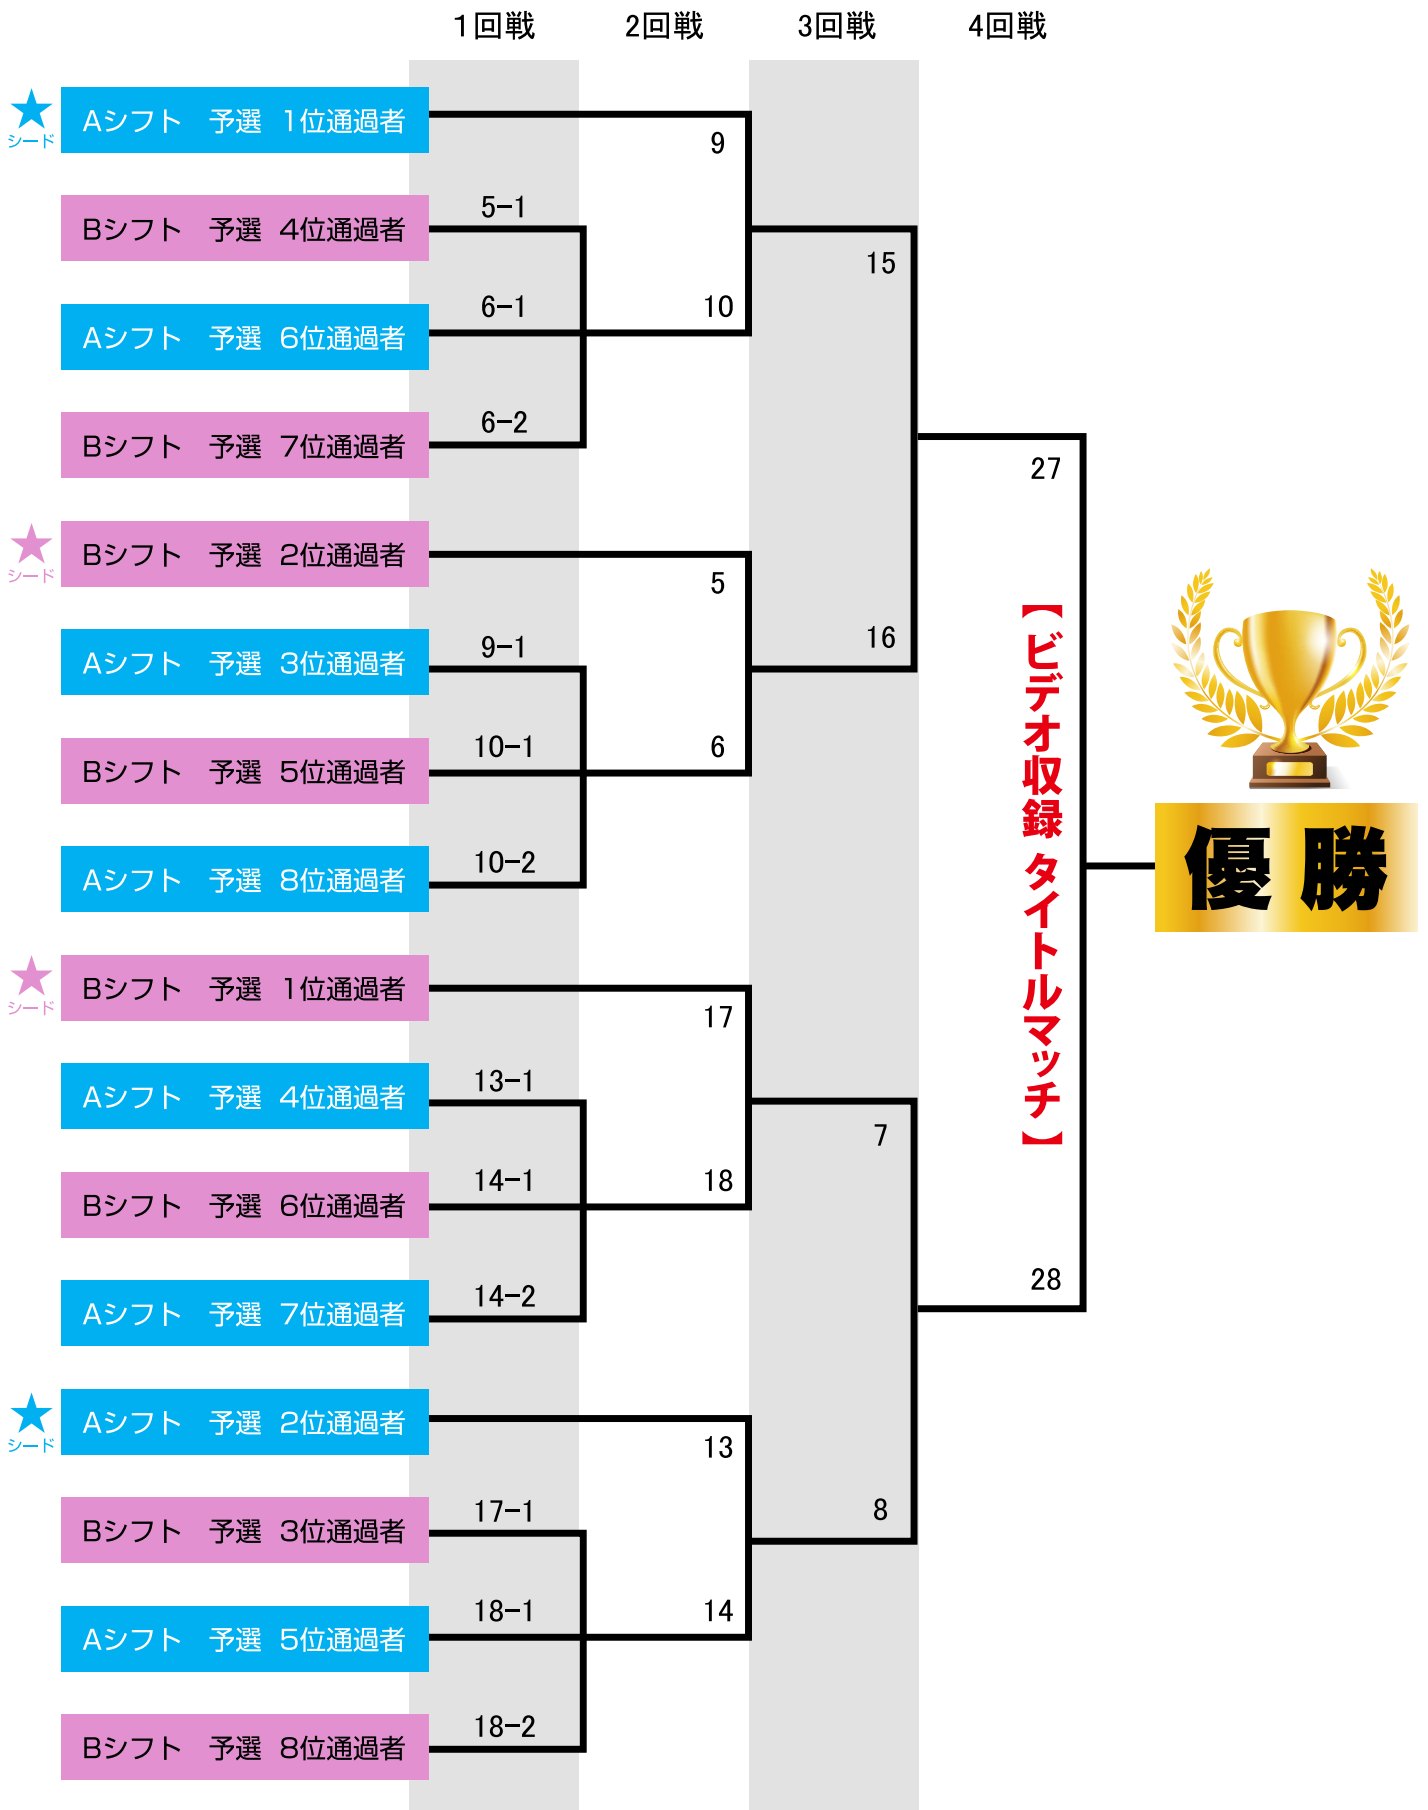 1回戦 2回戦 3回戦 4回戦
シード
Aシフト 予選 1位通過者
9
5-1
Bシフト 予選 4位通過者
15
6-1
10
Aシフト 予選 6位通過者
6-2
Bシフト 予選 7位通過者
27
シード
Bシフト 予選 2位通過者
5
9-1
16
Aシフト 予選 3位通過者
10-1
6
Bシフト 予選 5位通過者
10-2
Aシフト 予選 8位通過者
【ビデオ収録 タイトルマッチ】
優勝
シード
Bシフト 予選 1位通過者
17
13-1
Aシフト 予選 4位通過者
7
14-1
18
Bシフト 予選 6位通過者
14-2
28
Aシフト 予選 7位通過者
シード
Aシフト 予選 2位通過者
13
17-1
8
Bシフト 予選 3位通過者
18-1
14
Aシフト 予選 5位通過者
18-2
Bシフト 予選 8位通過者